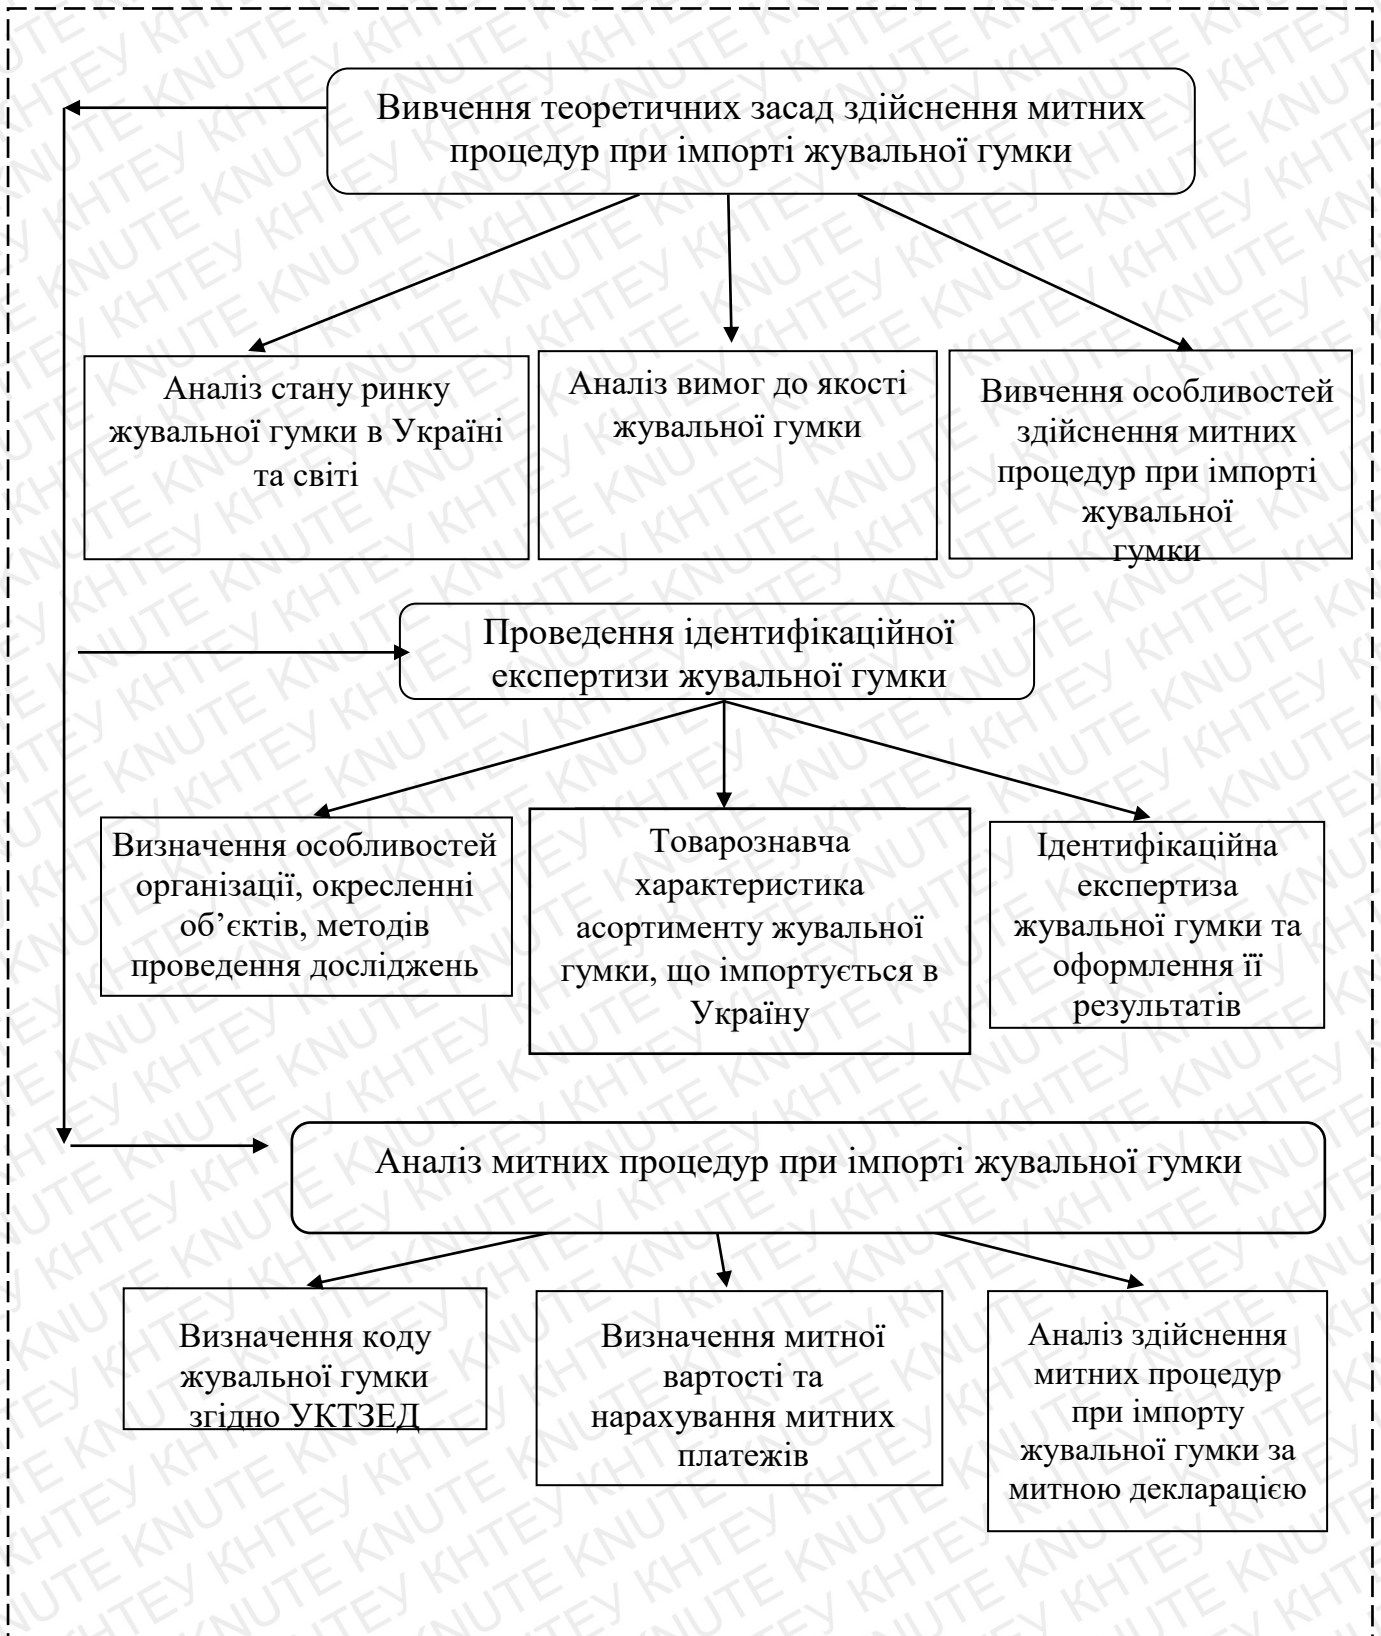 Вивчення теоретичних засад здійснення митних
процедур при імпорті жувальної гумки
Аналіз стану ринку
жувальної гумки в Україні
та світі
Аналіз вимог до якості
жувальної гумки
Вивчення особливостей
здійснення митних
процедур при імпорті
жувальної
гумки
Проведення ідентифікаційної
експертизи жувальної гумки
Визначення особливостей
організації, окресленні
об’єктів, методів
проведення досліджень
Товарознавча
характеристика
асортименту жувальної
гумки, що імпортується в
Україну
Ідентифікаційна
експертиза
жувальної гумки та
оформлення її
результатів
Аналіз митних процедур при імпорті жувальної гумки
Визначення коду
жувальної гумки
згідно УКТЗЕД
Визначення митної
вартості та
нарахування митних
платежів
Аналіз здійснення
митних процедур
при імпорту
жувальної гумки за
митною декларацією